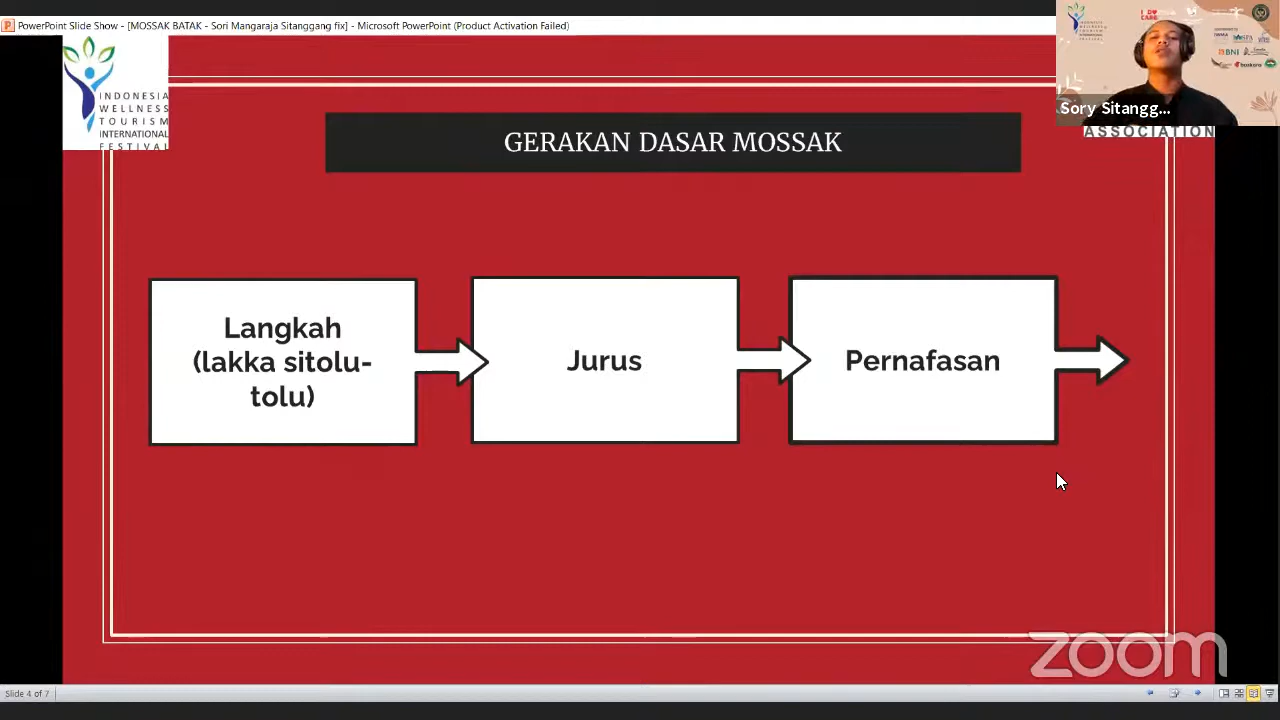 PowerPoint Slide Show - [MOSSAK BATAK - Sori Mangaraja Sitanggang fix] - Microsoft PowerPoint (Product Activation Failed)
INDONESIA
WELLNESS
TOURISM
INTERNATIONAL
FESTIVAL
Sory Sitangg...
ASSOCIATION
GERAKAN DASAR MOSSAK
Langkah
(lakka sitolu-
tolu)
Jurus
Pernafasan
zoom
Slide 4 of 7